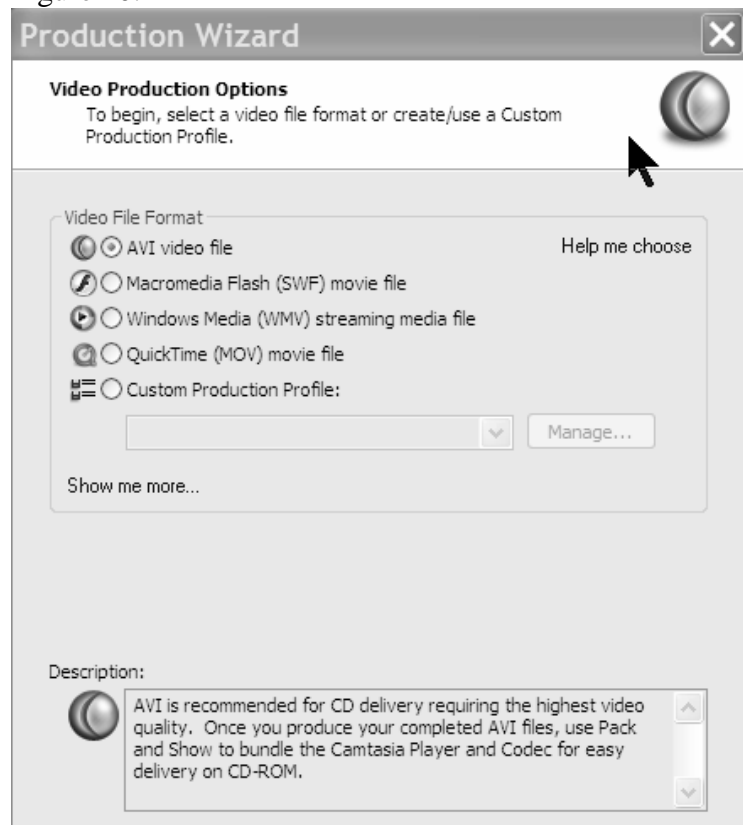 Production Wizard
Video Production Options
To begin, select a video file format or create/use a Custom
Production Profile.
Video File Format
AVI video file
Help me choose
Macromedia Flash (SWF) movie file
Windows Media (WMV) streaming media file
QuickTime (MOV) movie file
Custom Production Profile:
Manage...
Show me more...
Description:
AVI is recommended for CD delivery requiring the highest video
quality. Once you produce your completed AVI files, use Pack
and Show to bundle the Camtasia Player and Codec for easy
delivery on CD-ROM.